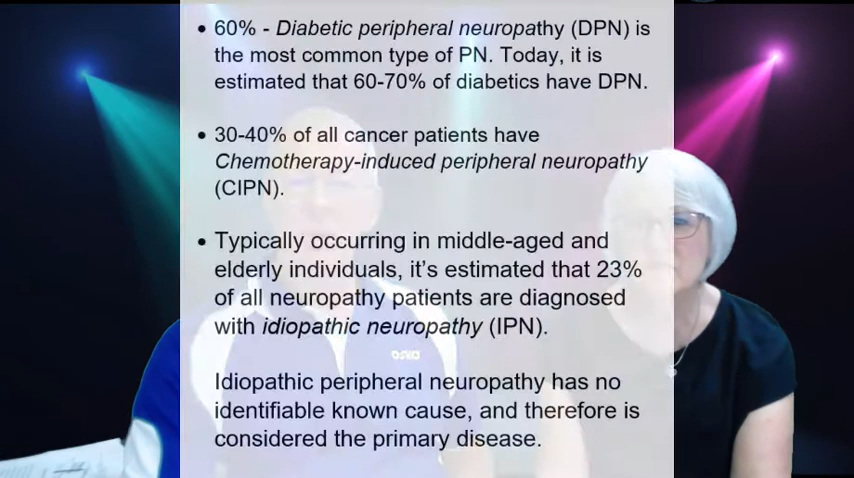 • 60% - Diabetic peripheral neuropathy (DPN) is
the most common type of PN. Today, it is
estimated that 60-70% of diabetics have DPN.
• 30-40% of all cancer patients have
Chemotherapy-induced peripheral neuropathy
(CIPN).
• Typically occurring in middle-aged and
elderly individuals, it's estimated that 23%
of all neuropathy patients are diagnosed
with idiopathic neuropathy (IPN).
Idiopathic peripheral neuropathy has no
identifiable known cause, and therefore is
considered the primary disease.